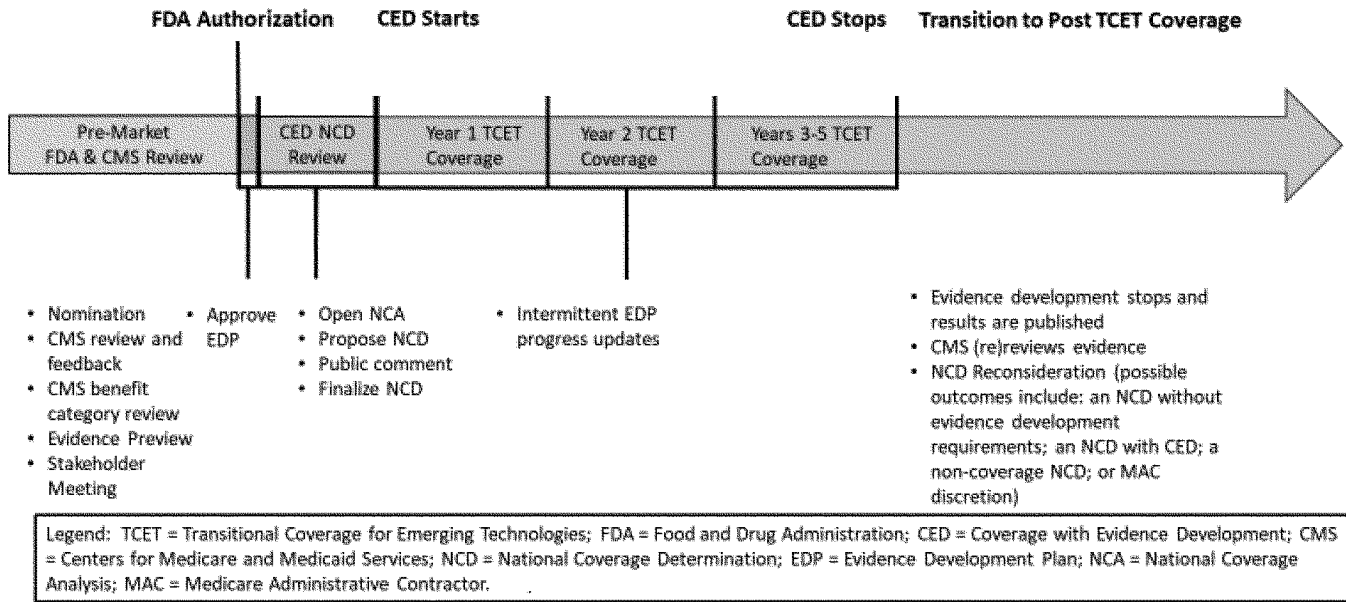 FDA Authorization
CED Starts
CED Stops
Transition to Post TCET Coverage
Pre-Market
FDA & CMS Review
CED NCD
Review
Year 1 TCET
Coverage
Year 2 TCET
Coverage
Years 3-5 TCET
Coverage
• Nomination
• CMS review and
feedback
• CMS benefit
category review
• Evidence Preview
• Stakeholder
Meeting
• Approve
EDP
• Open NCA
• Propose NCD
• Public comment
• Finalize NCD
• Intermittent EDP
progress updates
• Evidence development stops and
results are published
• CMS (re)reviews evidence
• NCD Reconsideration (possible
outcomes include: an NCD without
evidence development
requirements; an NCD with CED; a
non-coverage NCD; or MAC
discretion)
Legend: TCET = Transitional Coverage for Emerging Technologies; FDA = Food and Drug Administration; CED = Coverage with Evidence Development; CMS
= Centers for Medicare and Medicaid Services; NCD = National Coverage Determination; EDP = Evidence Development Plan; NCA = National Coverage
Analysis; MAC = Medicare Administrative Contractor.